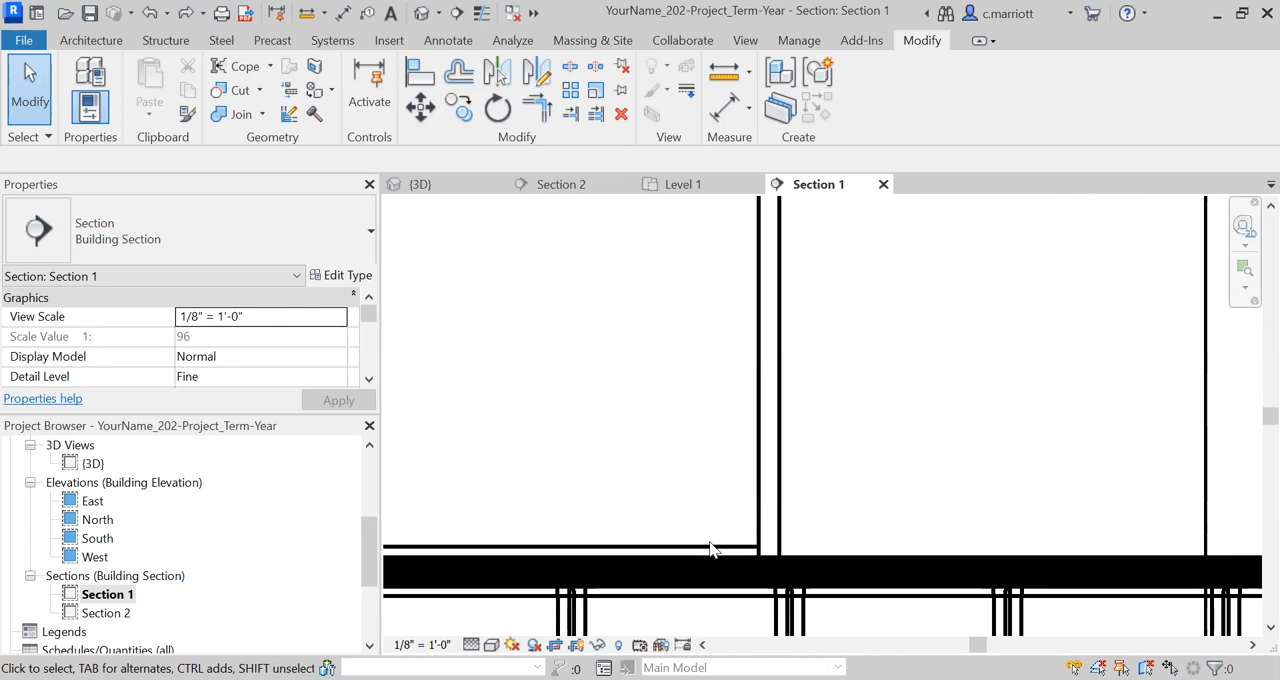 YourName_202-Project_Term-Year - Section: Section 1
c.marriott
File Architecture Structure Steel Precast Systems Insert Annotate Analyze Massing & Site Collaborate View Manage Add-Ins Modify
Modify Paste Cope Cut Join Activate
Select Properties Clipboard Geometry Controls Modify View Measure Create
Properties
{3D} Section 2 Level 1 Section 1
Section
Building Section
Section: Section 1 Edit Type
Graphics
View Scale 1/8" = 1'-0"
Scale Value 1: 96
Display Model Normal
Detail Level Fine
Properties help Apply
Project Browser - YourName_202-Project_Term-Year
3D Views
{3D}
Elevations (Building Elevation)
East
North
South
West
Sections (Building Section)
Section 1
Section 2
Legends
Schedules/Quantities (all)
1/8" = 1'-0"
Click to select, TAB for alternates, CTRL adds, SHIFT unselect :0 Main Model :0